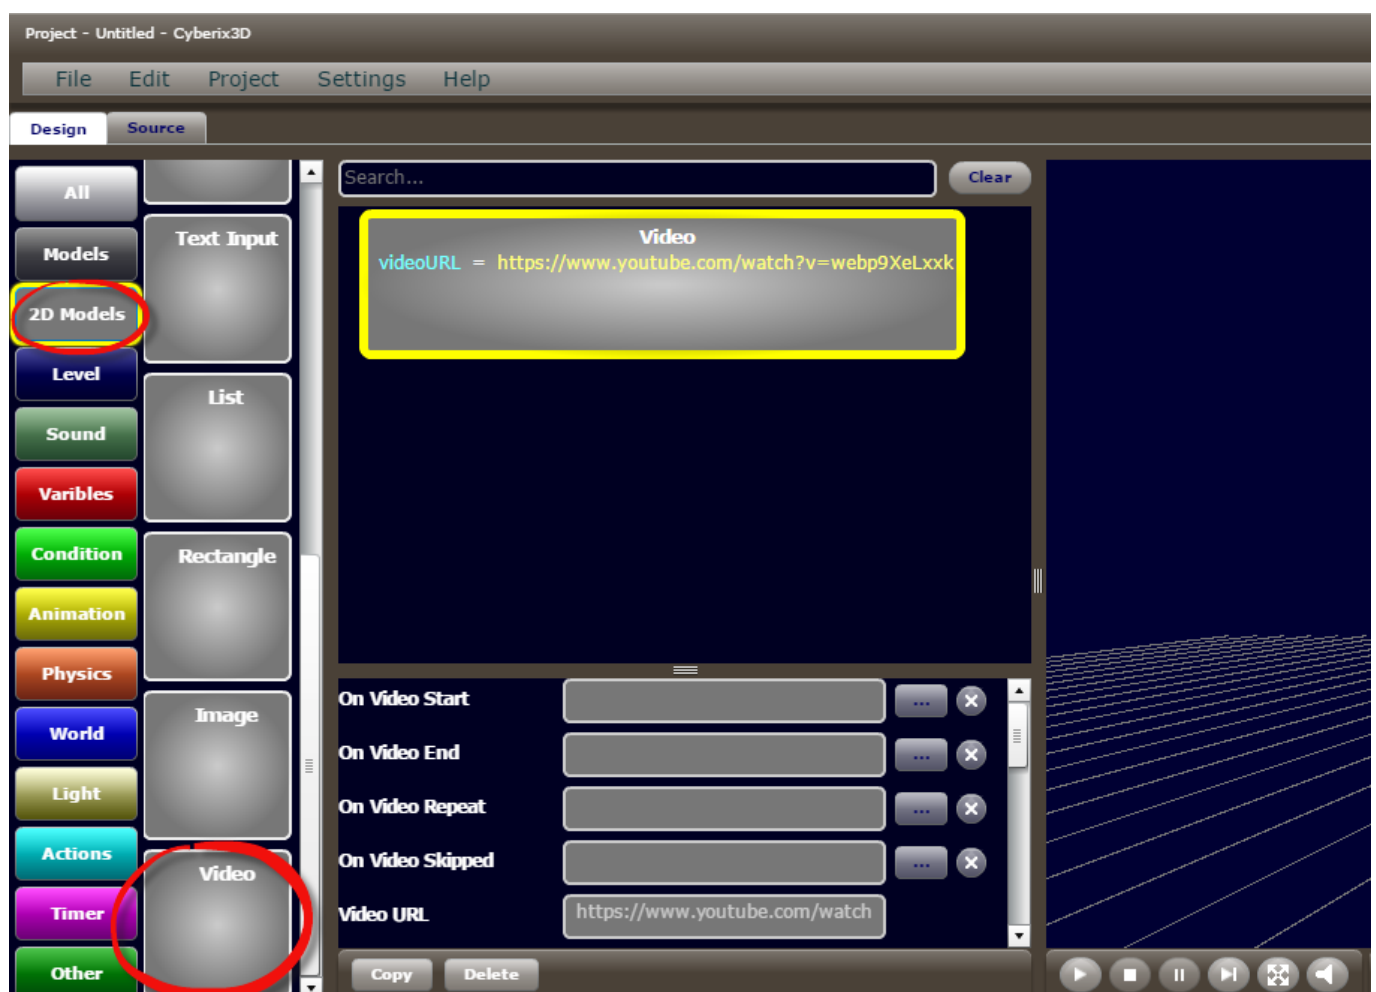 Project - Untitled - Cyberix3D
File Edit Project Settings Help
Design Source
All
Models
2D Models
Level
Sound
Varibles
Condition
Animation
Physics
World
Light
Actions
Timer
Other
Text Input
List
Rectangle
Image
Video
Search... Clear
Video
videoURL = https://www.youtube.com/watch?v=webp9XeLxxk
On Video Start ...
On Video End ...
On Video Repeat ...
On Video Skipped ...
Video URL https://www.youtube.com/watch
Copy Delete